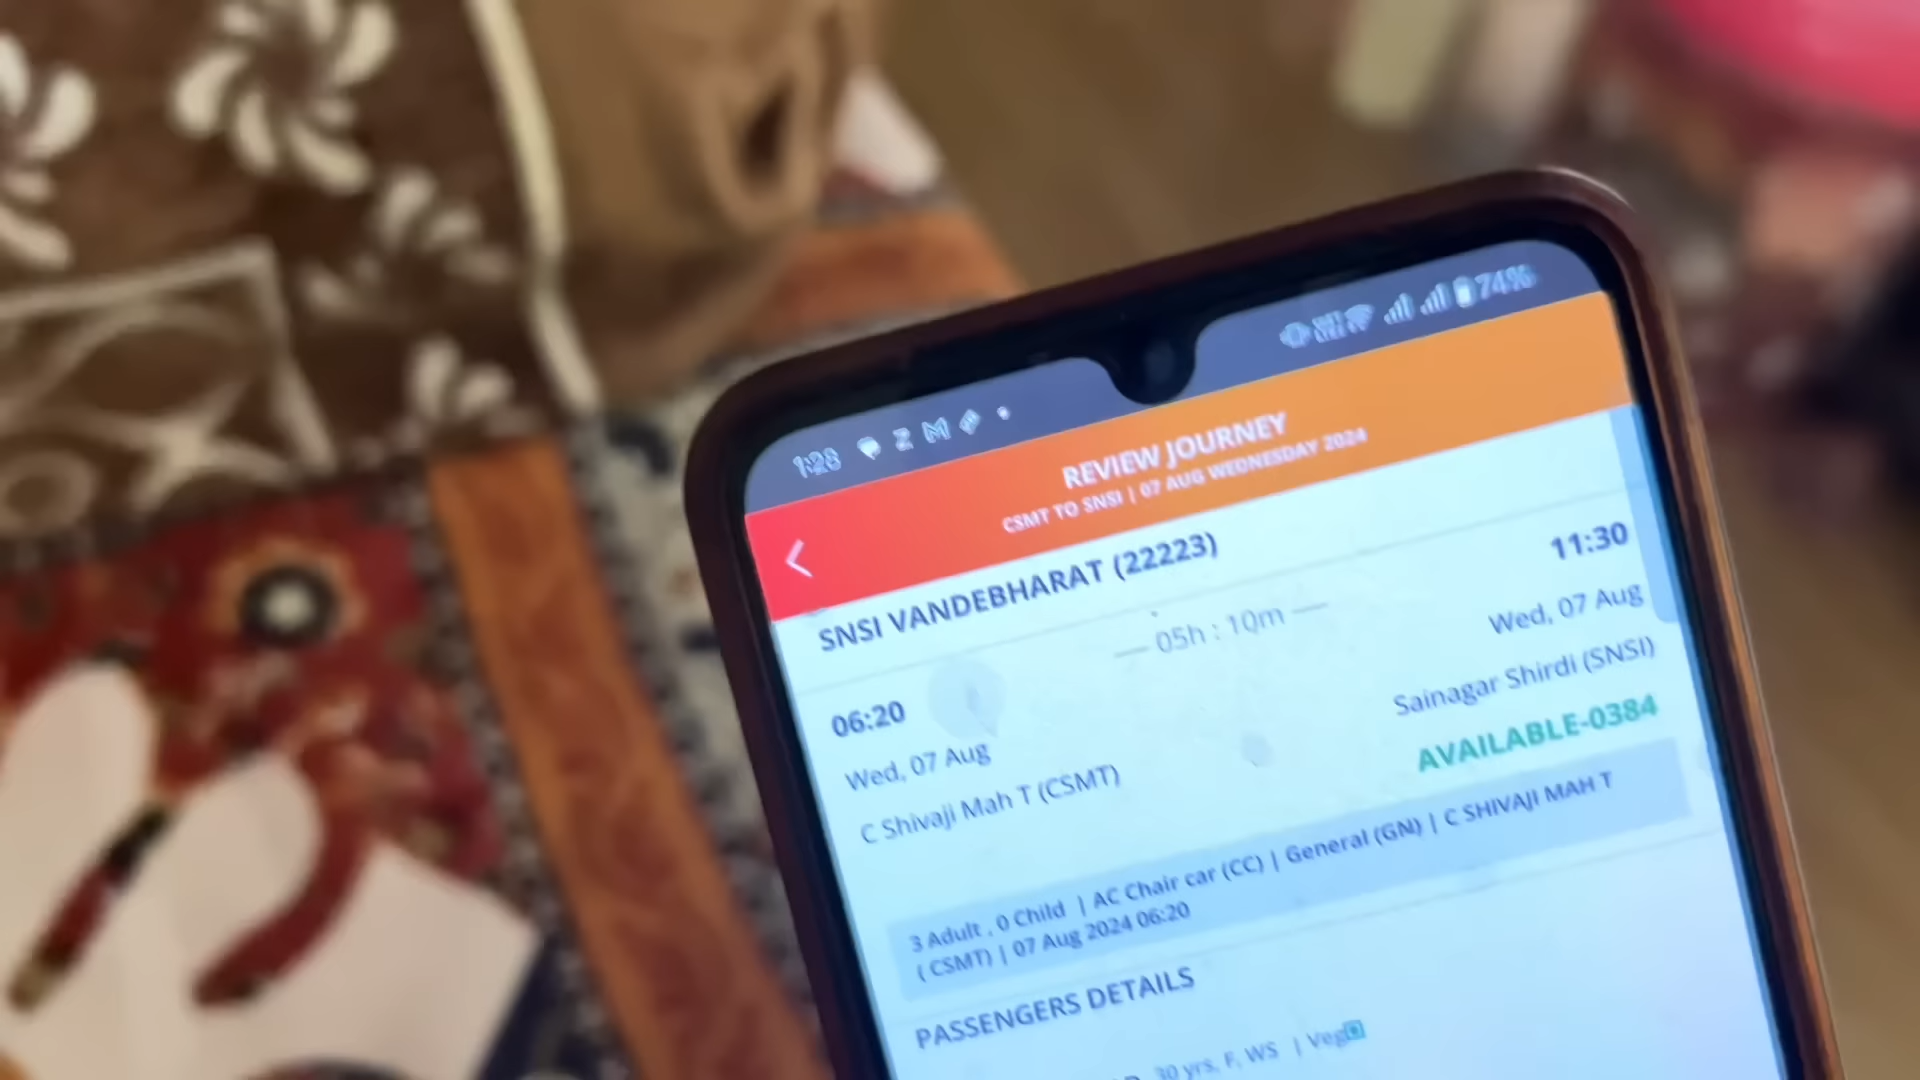 1:28 Z M 74%
REVIEW JOURNEY
CSMT TO SNSI | 07 AUG WEDNESDAY 2024
SNSI VANDEBHARAT (22223)
06:20 — 05h : 10m — 11:30
Wed, 07 Aug Wed, 07 Aug
C Shivaji Mah T (CSMT) Sainagar Shirdi (SNSI)
AVAILABLE-0384
3 Adult , 0 Child | AC Chair car (CC) | General (GN) | C SHIVAJI MAH T
( CSMT) | 07 Aug 2024 06:20
PASSENGERS DETAILS
30 yrs, F, WS | Veg